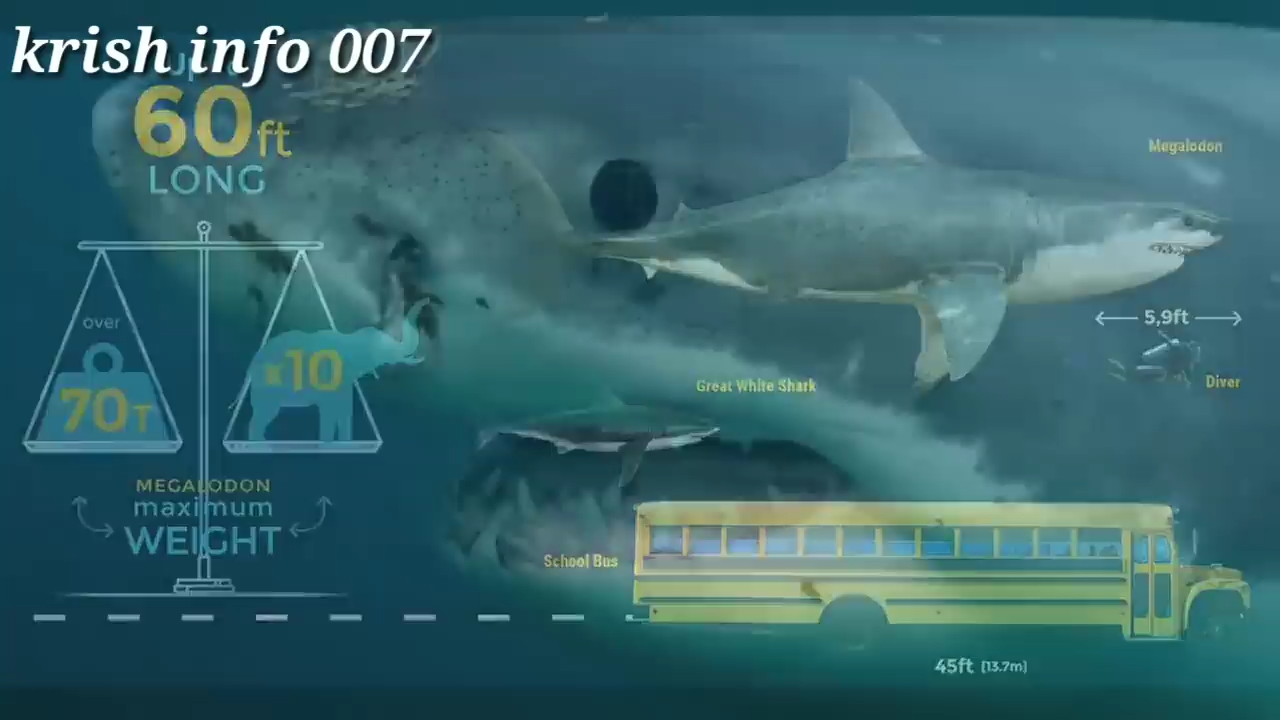 krish info 007
60ft
LONG
Megalodon
5,9ft
Diver
over
70T
x10
Great White Shark
MEGALODON
maximum
WEIGHT
School Bus
45ft (13.7m)